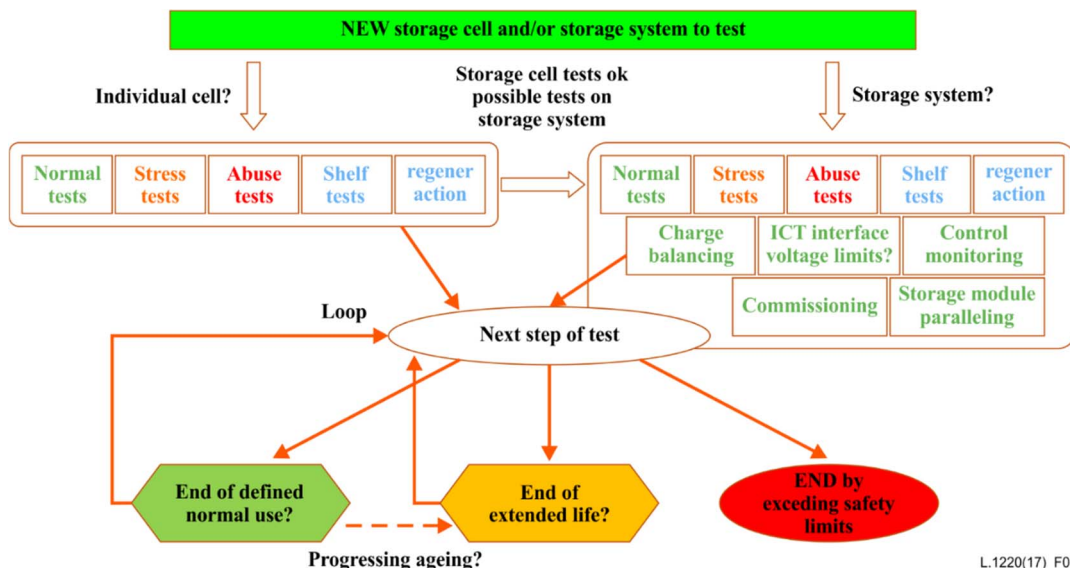 NEW storage cell and/or storage system to test
Individual cell?
Storage cell tests ok
possible tests on
storage system
Storage system?
Normal
tests
Stress
tests
Abuse
tests
Shelf
tests
regener
action
Normal
tests
Stress
tests
Abuse
tests
Shelf
tests
regener
action
Charge
balancing
ICT interface
voltage limits?
Control
monitoring
Commissioning
Storage module
paralleling
Loop
Next step of test
End of defined
normal use?
End of
extended life?
END by
exceeding safety
limits
Progressing ageing?
L.1220(17)_F0